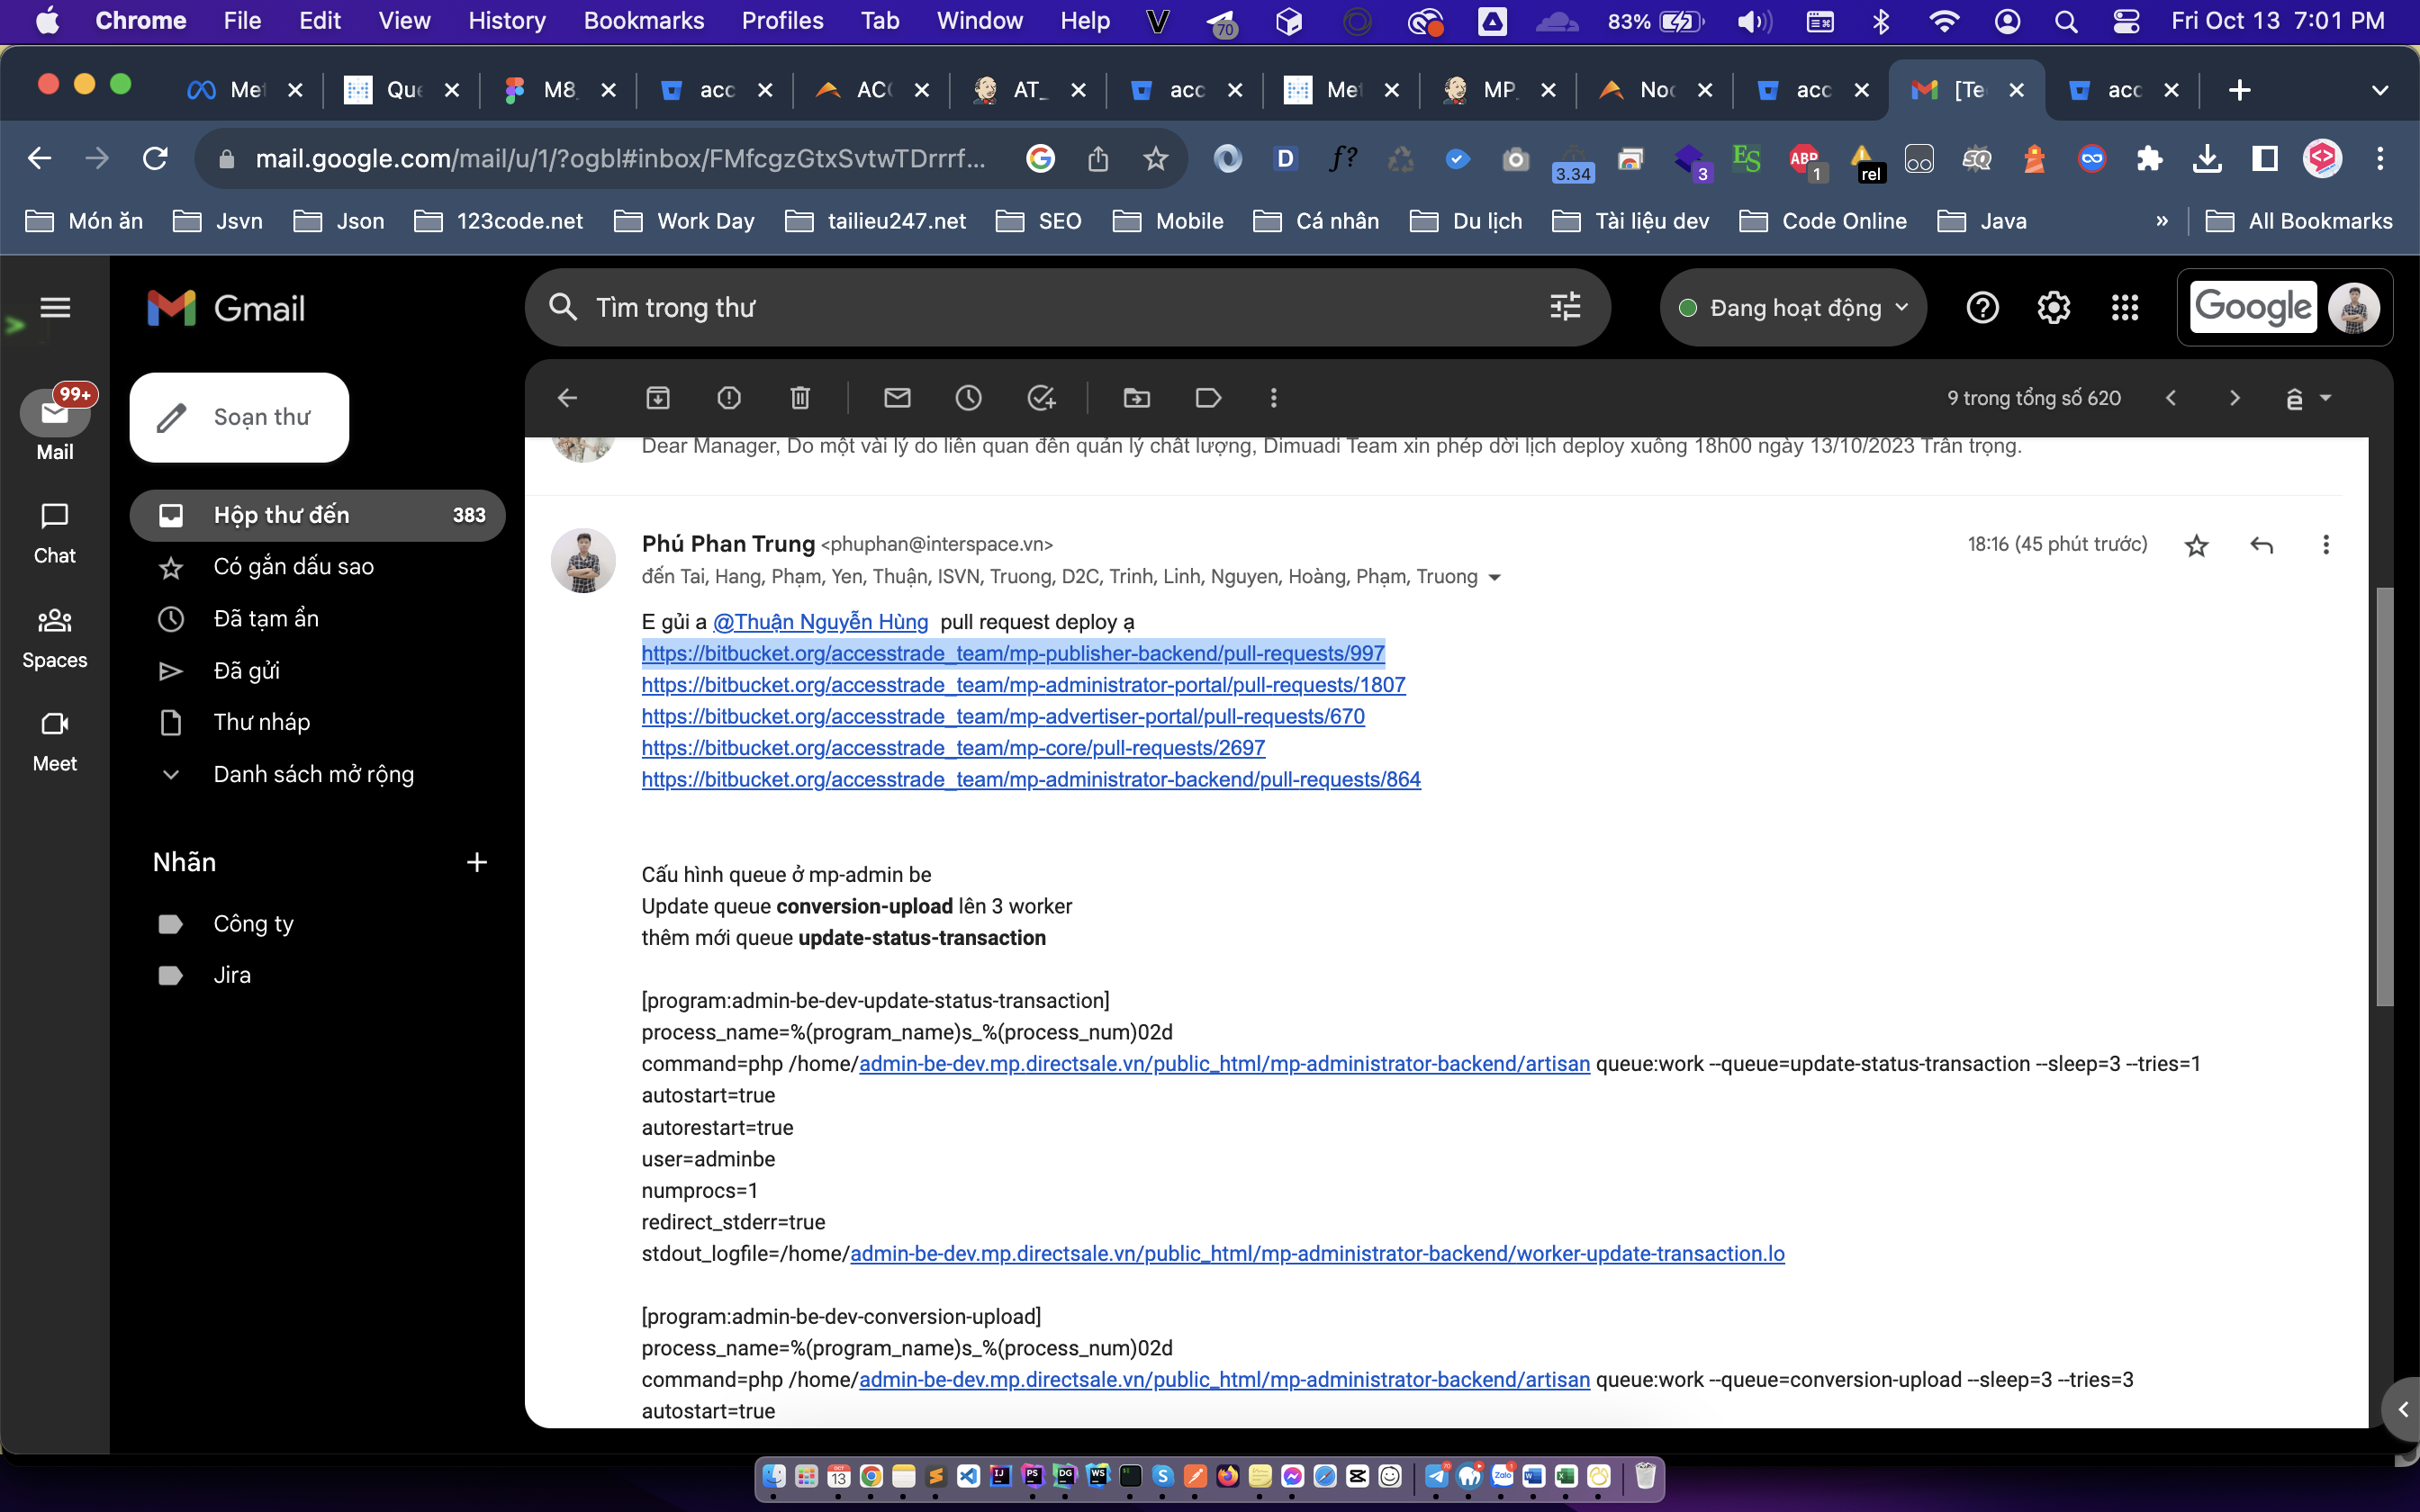 Chrome File Edit View History Bookmarks Profiles Tab Window Help 70 83% Fri Oct 13 7:01 PM
Met Que M8_ acc ACC AT_ acc Met MP_ Noc acc [Te acc
mail.google.com/mail/u/1/?ogbl#inbox/FMfcgzGtxSvtwTDrrrf... D f? 3.34 3 ES ABP 1 rel SQ
Món ăn Jsvn Json 123code.net Work Day tailieu247.net SEO Mobile Cá nhân Du lịch Tài liệu dev Code Online Java » All Bookmarks
Gmail Tìm trong thư Đang hoạt động Google
99+
Mail
Chat
Spaces
Meet
Soạn thư
Hộp thư đến 383
Có gắn dấu sao
Đã tạm ẩn
Đã gửi
Thư nháp
Danh sách mở rộng
Nhãn
Công ty
Jira
9 trong tổng số 620 ê
Dear Manager, Do một vài lý do liên quan đến quản lý chất lượng, Dimuadi Team xin phép dời lịch deploy xuống 18h00 ngày 13/10/2023 Trân trọng.
Phú Phan Trung <phuphan@interspace.vn> 18:16 (45 phút trước)
đến Tai, Hang, Phạm, Yen, Thuận, ISVN, Truong, D2C, Trinh, Linh, Nguyen, Hoàng, Phạm, Truong
E gủi a @Thuận Nguyễn Hùng pull request deploy ạ
https://bitbucket.org/accesstrade_team/mp-publisher-backend/pull-requests/997
https://bitbucket.org/accesstrade_team/mp-administrator-portal/pull-requests/1807
https://bitbucket.org/accesstrade_team/mp-advertiser-portal/pull-requests/670
https://bitbucket.org/accesstrade_team/mp-core/pull-requests/2697
https://bitbucket.org/accesstrade_team/mp-administrator-backend/pull-requests/864
Cấu hình queue ở mp-admin be
Update queue conversion-upload lên 3 worker
thêm mới queue update-status-transaction
[program:admin-be-dev-update-status-transaction]
process_name=%(program_name)s_%(process_num)02d
command=php /home/admin-be-dev.mp.directsale.vn/public_html/mp-administrator-backend/artisan queue:work --queue=update-status-transaction --sleep=3 --tries=1
autostart=true
autorestart=true
user=adminbe
numprocs=1
redirect_stderr=true
stdout_logfile=/home/admin-be-dev.mp.directsale.vn/public_html/mp-administrator-backend/worker-update-transaction.lo
[program:admin-be-dev-conversion-upload]
process_name=%(program_name)s_%(process_num)02d
command=php /home/admin-be-dev.mp.directsale.vn/public_html/mp-administrator-backend/artisan queue:work --queue=conversion-upload --sleep=3 --tries=3
autostart=true